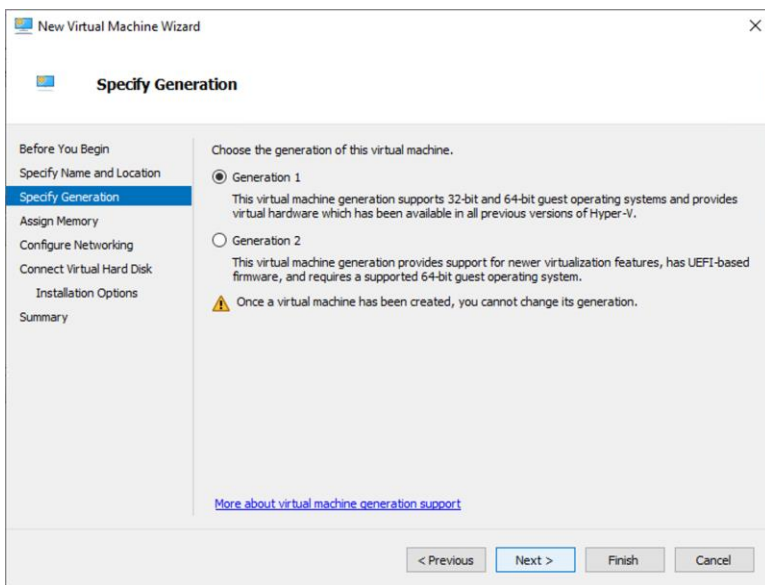 New Virtual Machine Wizard
Specify Generation
Before You Begin
Specify Name and Location
Specify Generation
Assign Memory
Configure Networking
Connect Virtual Hard Disk
Installation Options
Summary
Choose the generation of this virtual machine.
Generation 1
This virtual machine generation supports 32-bit and 64-bit guest operating systems and provides
virtual hardware which has been available in all previous versions of Hyper-V.
Generation 2
This virtual machine generation provides support for newer virtualization features, has UEFI-based
firmware, and requires a supported 64-bit guest operating system.
Once a virtual machine has been created, you cannot change its generation.
More about virtual machine generation support
< Previous
Next >
Finish
Cancel